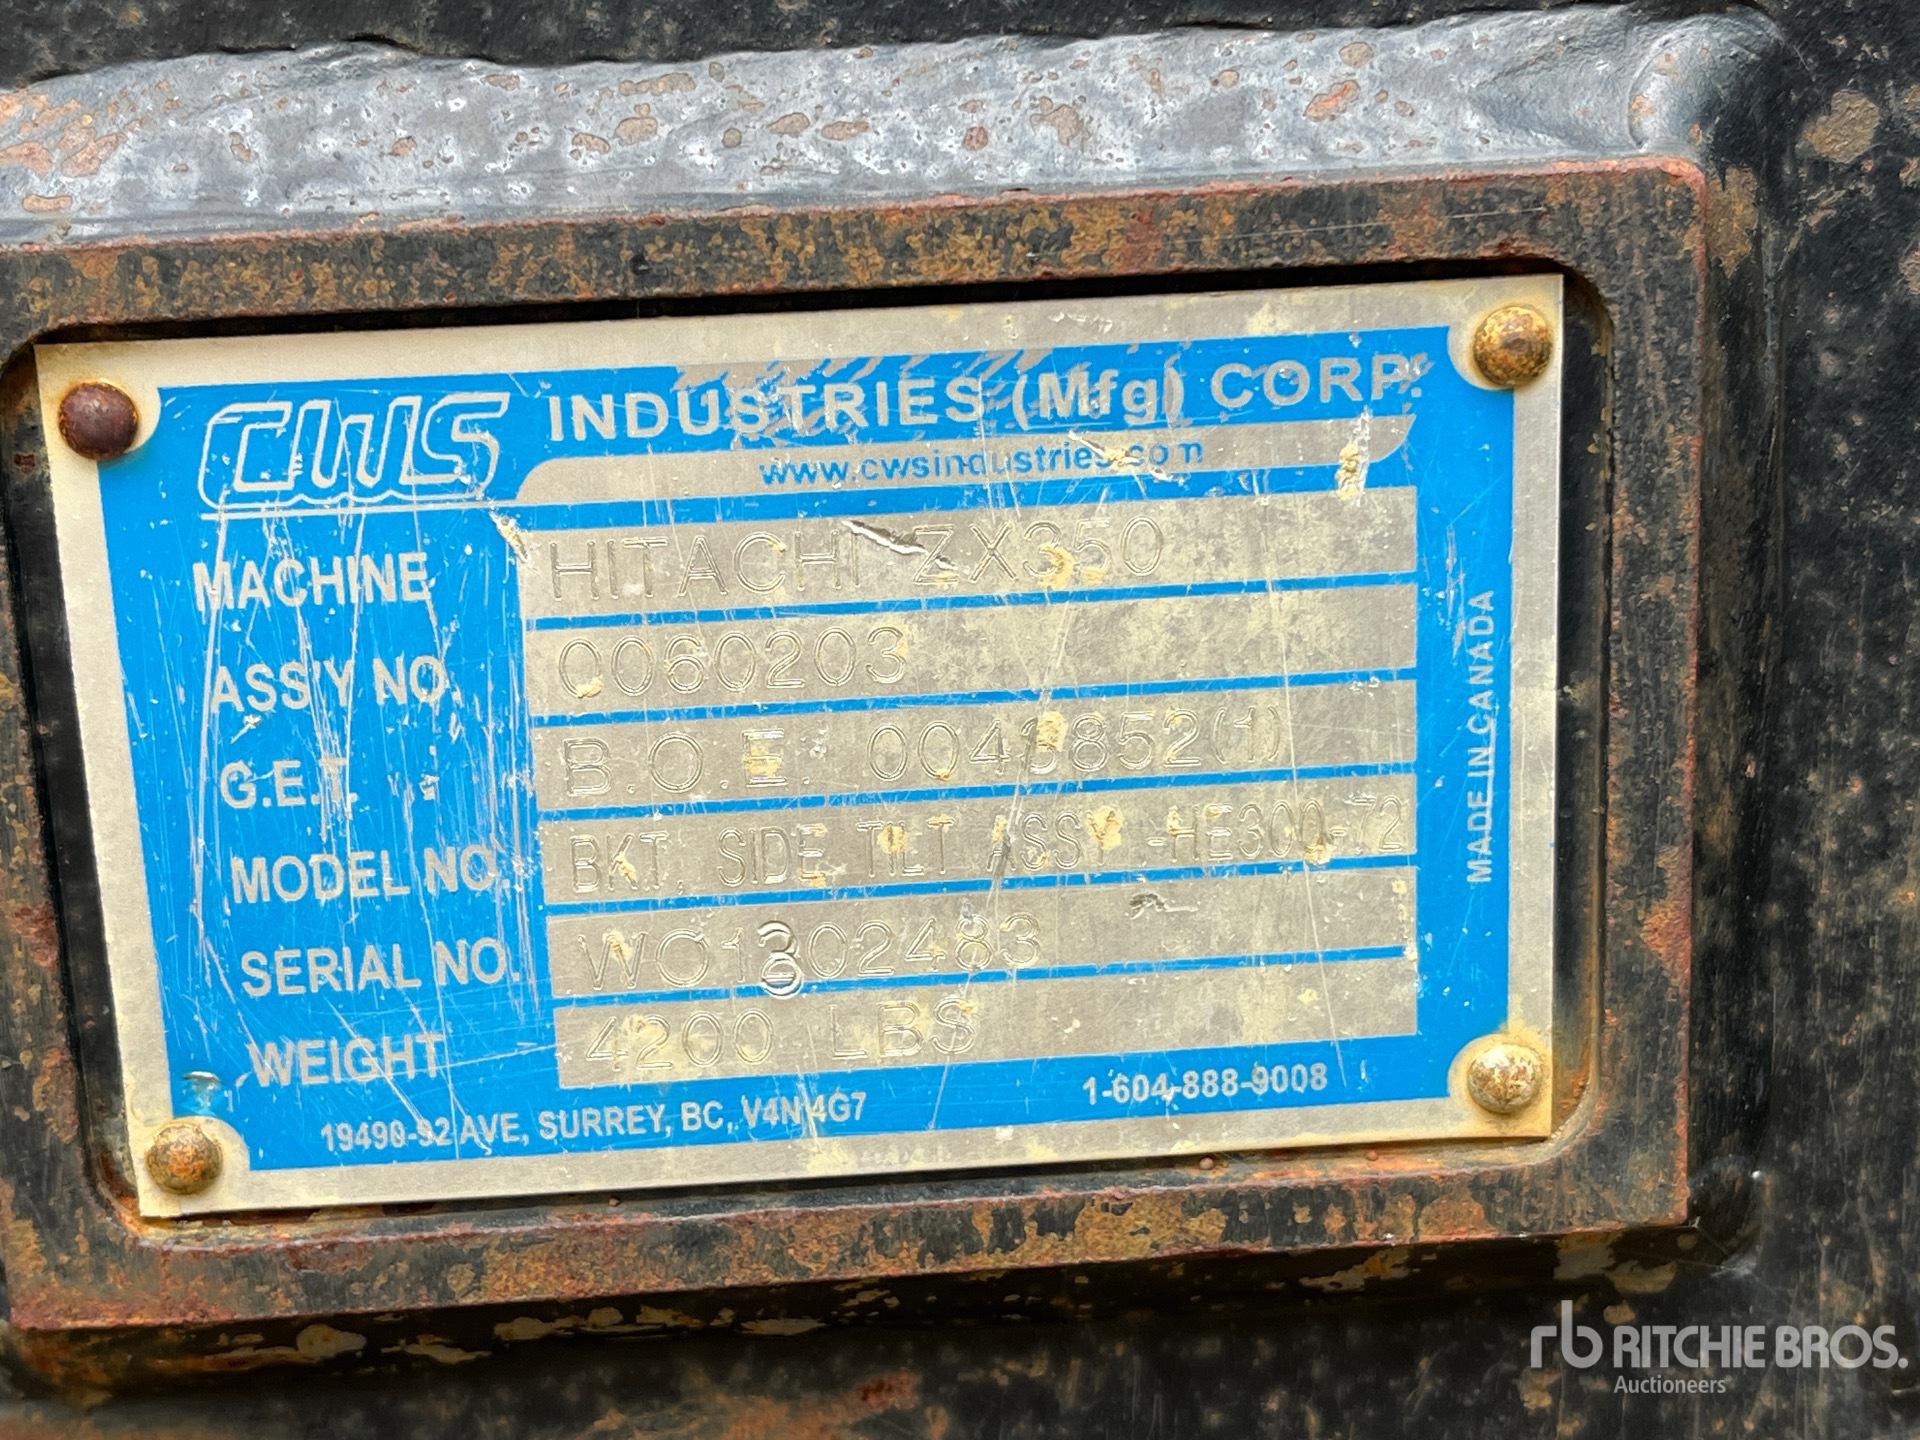 CWS INDUSTRIES (Mfg) CORP.
www.cwsindustries.com
MACHINE HITACHI ZX350
ASS'Y NO. 0060203
G.E.T. B.O.E. 0043852(1)
MODEL NO. BKT, SIDE TILT ASSY.-HE300-72
SERIAL NO. 
WEIGHT 4200 LBS
19490-92 AVE, SURREY, BC, V4N 4G7 1-604-888-9008
MADE IN CANADA
rb RITCHIE BROS.
Auctioneers